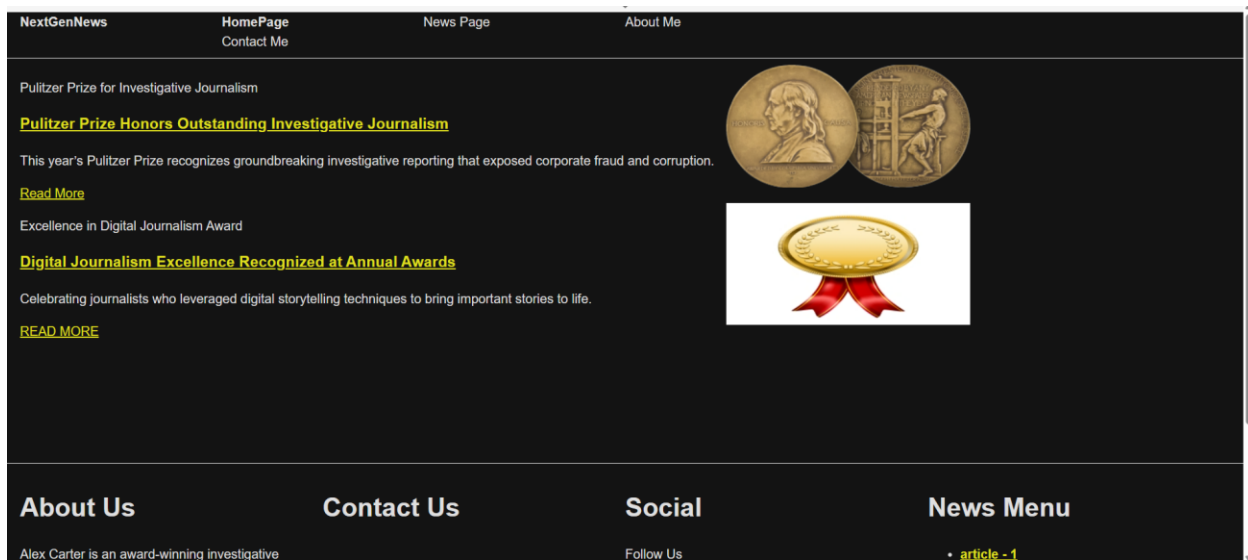 NextGenNews HomePage News Page About Me
Contact Me
Pulitzer Prize for Investigative Journalism
Pulitzer Prize Honors Outstanding Investigative Journalism
This year's Pulitzer Prize recognizes groundbreaking investigative reporting that exposed corporate fraud and corruption.
Read More
Excellence in Digital Journalism Award
Digital Journalism Excellence Recognized at Annual Awards
Celebrating journalists who leveraged digital storytelling techniques to bring important stories to life.
READ MORE
About Us Contact Us Social News Menu
Alex Carter is an award-winning investigative Follow Us • article - 1